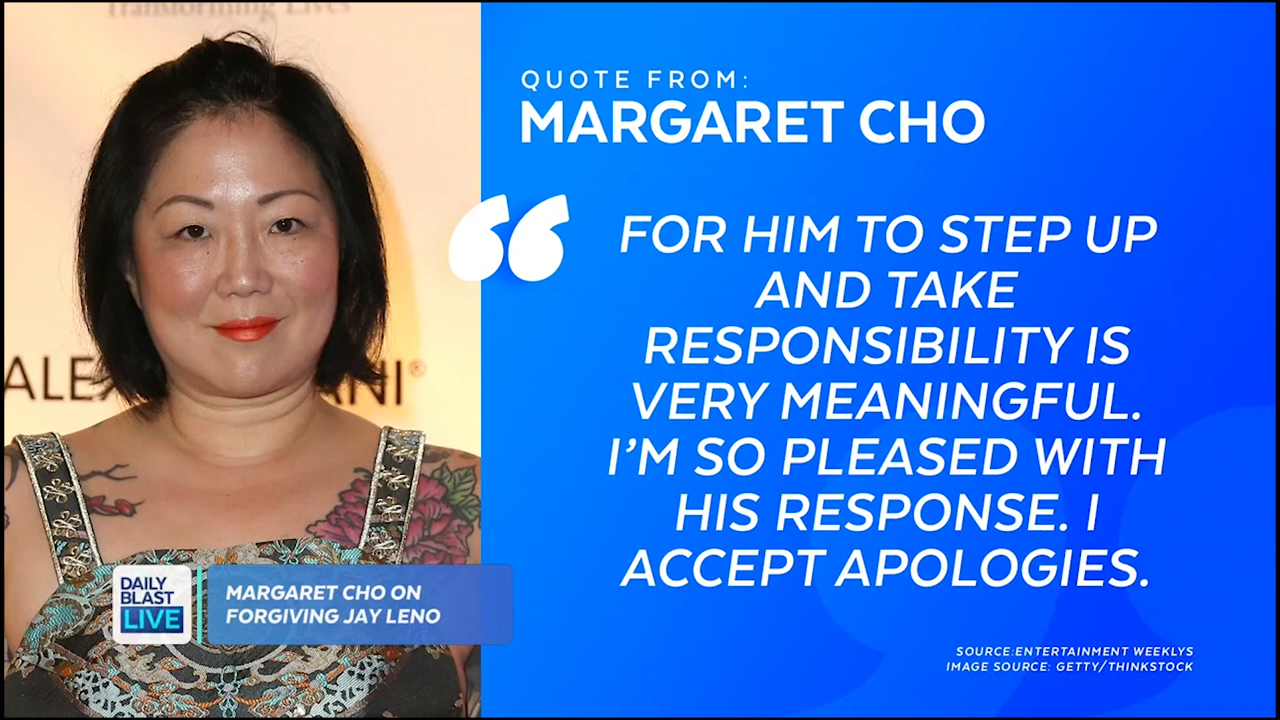 Transforming Lives
QUOTE FROM:
MARGARET CHO
“
FOR HIM TO STEP UP
AND TAKE
RESPONSIBILITY IS
VERY MEANINGFUL.
I’M SO PLEASED WITH
HIS RESPONSE. I
ACCEPT APOLOGIES.
DAILY
BLAST
LIVE
MARGARET CHO ON
FORGIVING JAY LENO
SOURCE:ENTERTAINMENT WEEKLYS
IMAGE SOURCE: GETTY/THINKSTOCK